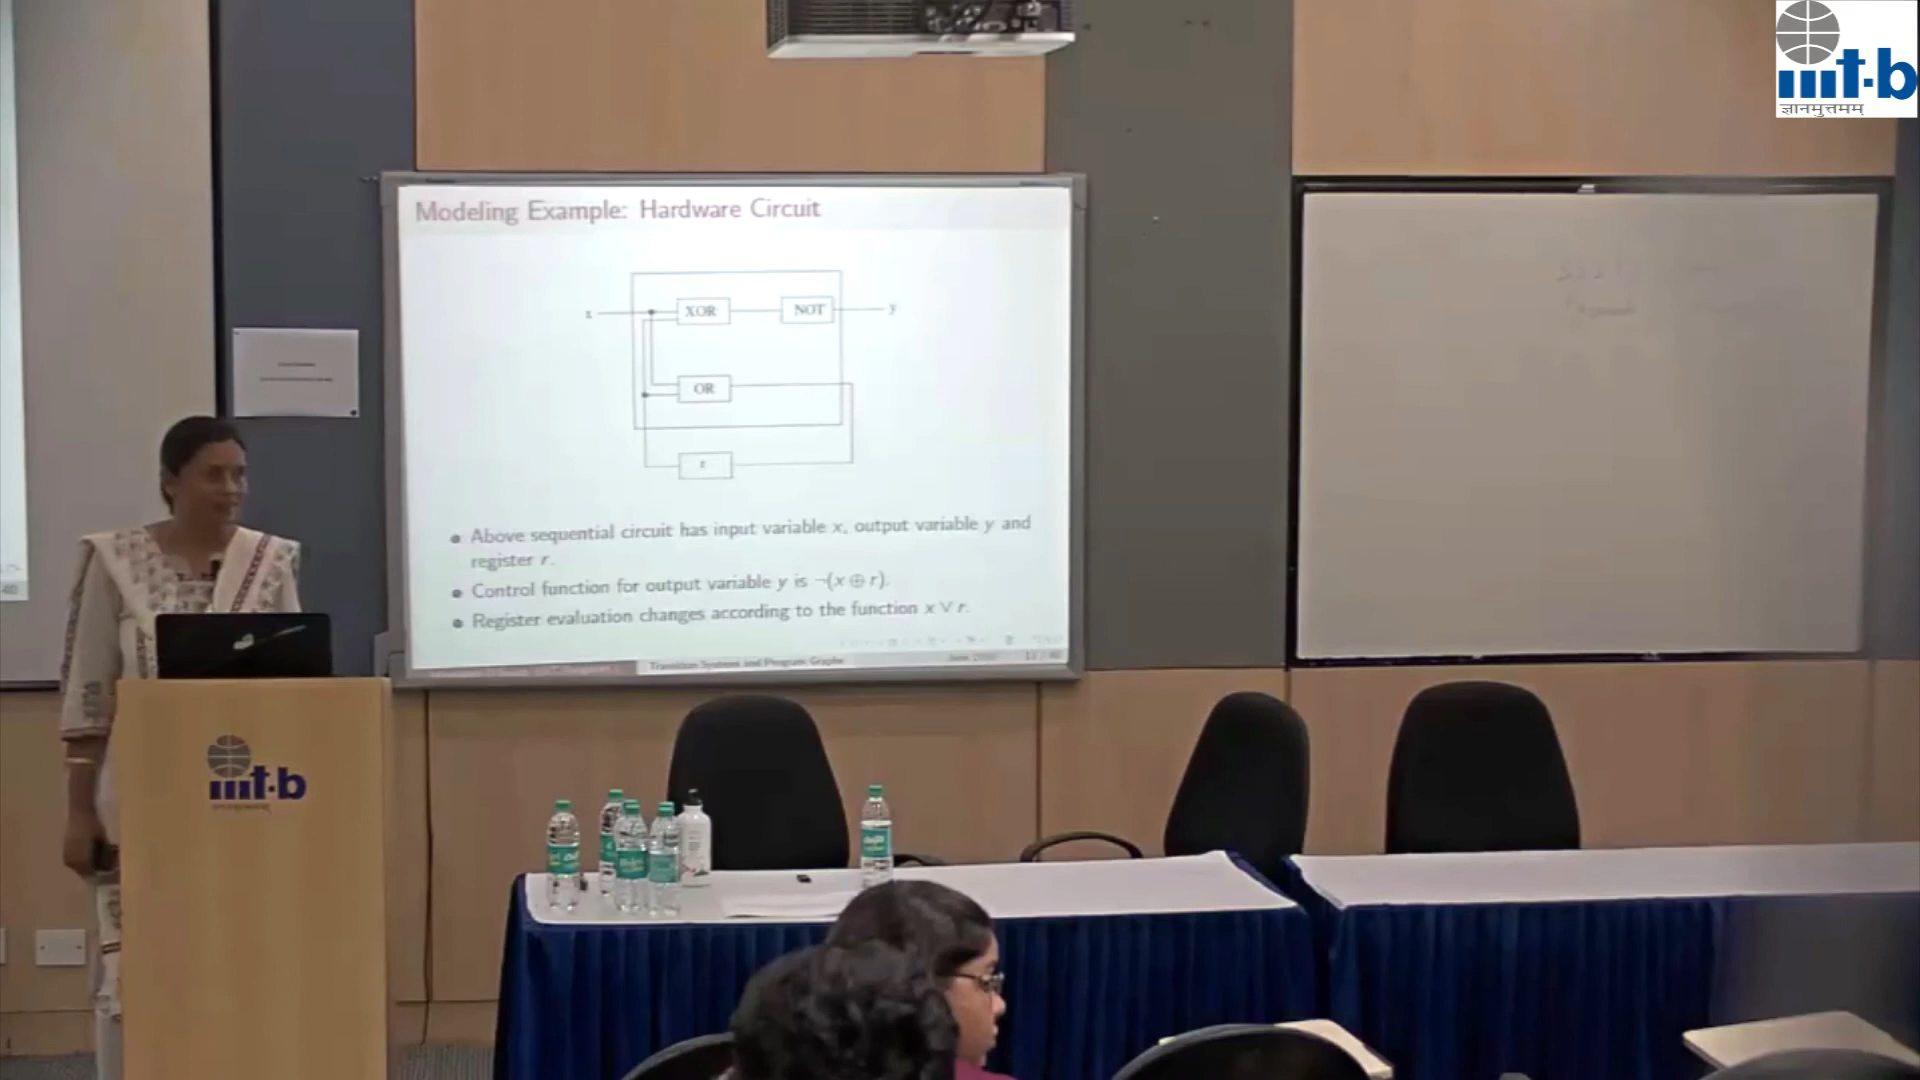 iiit-b
ज्ञानमुत्तमम्
Modeling Example: Hardware Circuit
x
XOR
NOT
y
OR
r
Above sequential circuit has input variable x, output variable y and
register r.
Control function for output variable y is ¬(x ⊕ r).
Register evaluation changes according to the function x ∨ r.
Transition Systems and Program Graphs
iiit-b